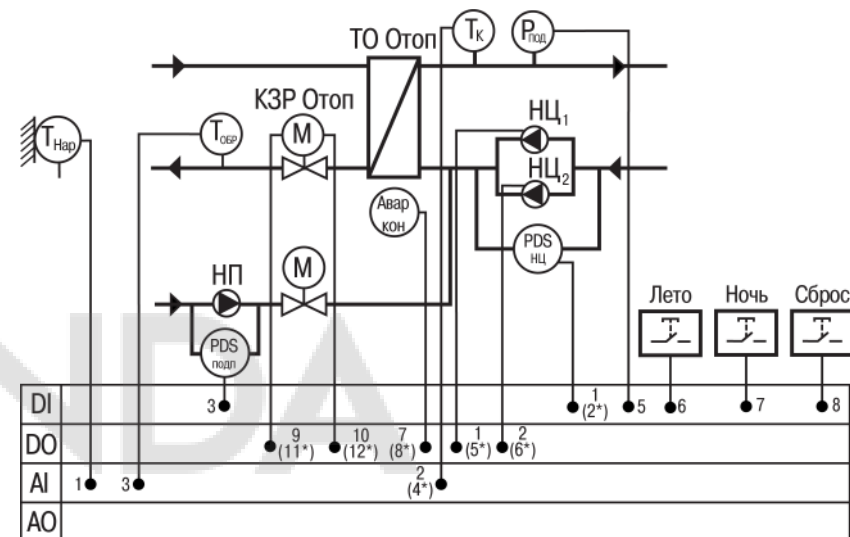 ТО Отоп
TК
Pпод
КЗР Отоп
НЦ1
M
TНар
TОБР
НЦ2
Авар
кон
PDS
НЦ
НП
M
Лето
Ночь
Сброс
PDS
подп
DI
3
1
(2*)
5
6
7
8
DO
9
(11*)
10
(12*)
7
(8*)
1
(5*)
2
(6*)
AI
1
3
2
(4*)
AO
NDA